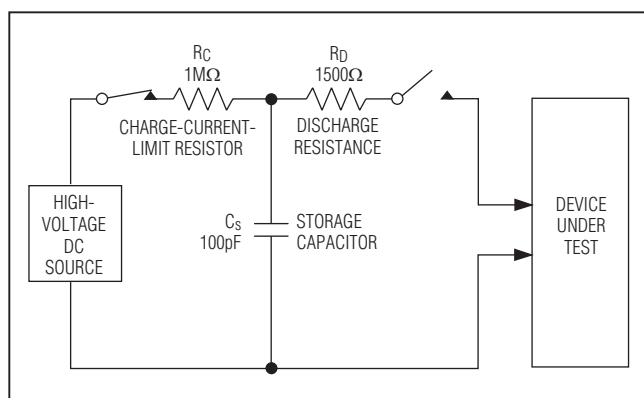 RC
1MΩ
CHARGE-CURRENT-
LIMIT RESISTOR
RD
1500Ω
DISCHARGE
RESISTANCE
HIGH-
VOLTAGE
DC
SOURCE
Cs
100pF
STORAGE
CAPACITOR
DEVICE
UNDER
TEST